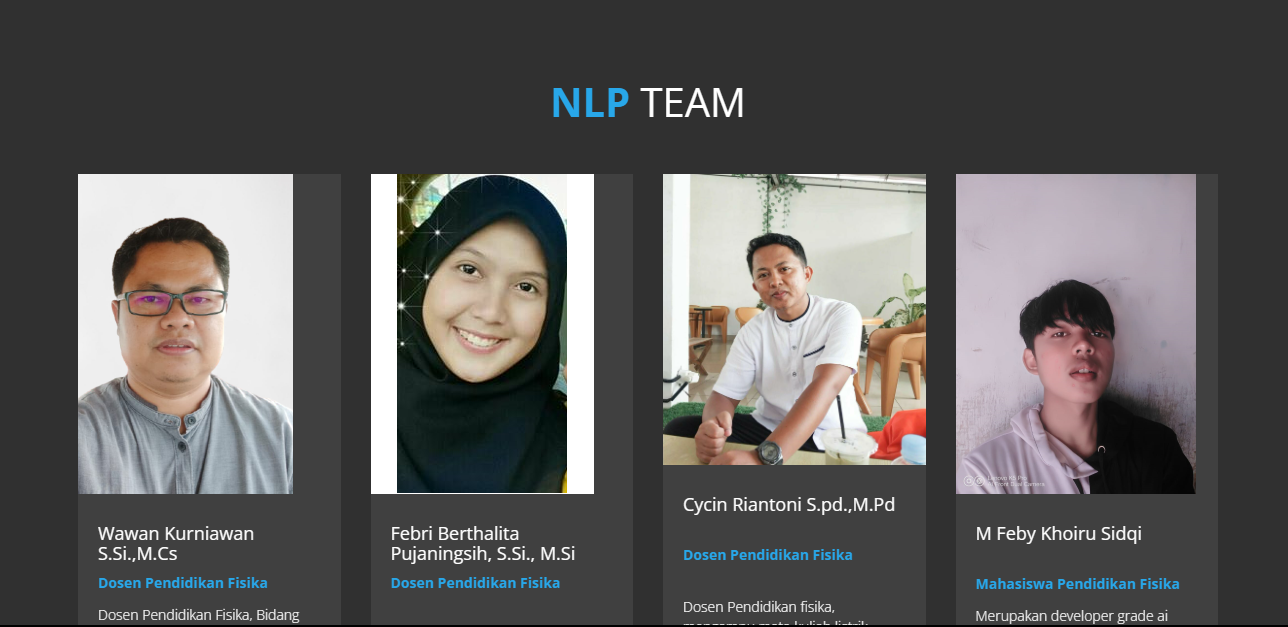 NLP TEAM
Wawan Kurniawan
S.Si.,M.Cs
Dosen Pendidikan Fisika
Dosen Pendidikan Fisika, Bidang
Febri Berthalita
Pujaningsih, S.Si., M.Si
Dosen Pendidikan Fisika
Cycin Riantoni S.pd.,M.Pd
Dosen Pendidikan Fisika
Dosen Pendidikan fisika,
M Feby Khoiru Sidqi
Mahasiswa Pendidikan Fisika
Merupakan developer grade ai